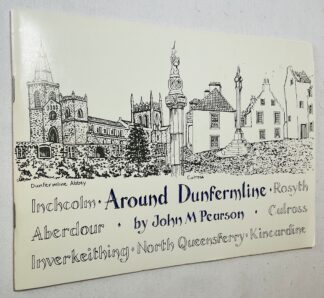 Dunfermline Abbey
Culross
Inchcolm · Around Dunfermline · Rosyth
Aberdour · by John M Pearson · Culross
Inverkeithing · North Queensferry · Kincardine